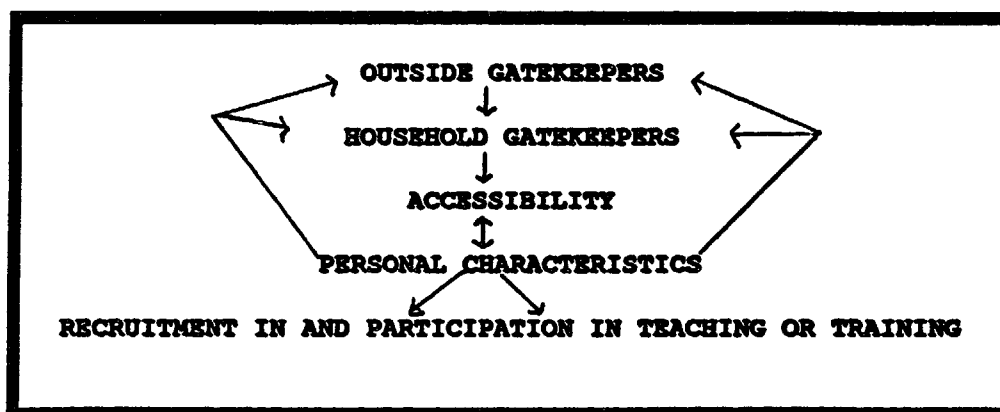 OUTSIDE GATEKEEPERS
HOUSEHOLD GATEKEEPERS
ACCESSIBILITY
PERSONAL CHARACTERISTICS
RECRUITMENT IN AND PARTICIPATION IN TEACHING OR TRAINING